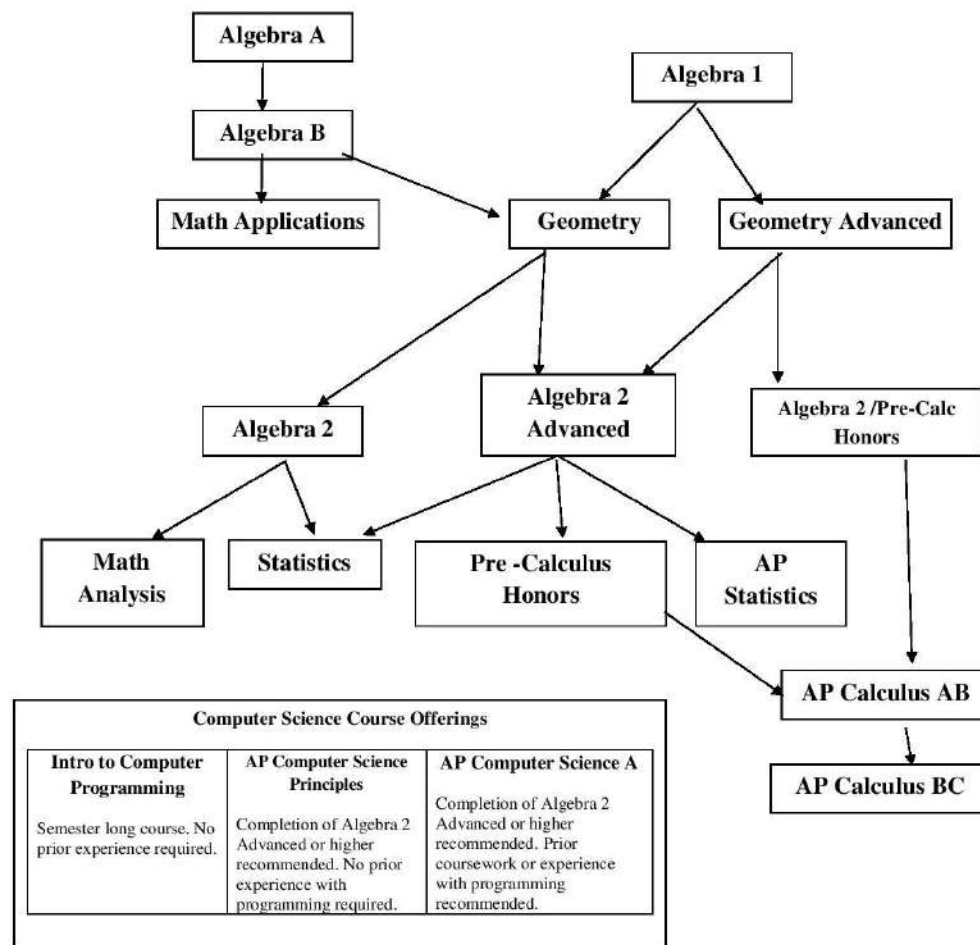 Algebra A
Algebra 1
Algebra B
Math Applications
Geometry
Geometry Advanced
Algebra 2
Algebra 2
Advanced
Algebra 2 /Pre-Calc
Honors
Math
Analysis
Statistics
Pre -Calculus
Honors
AP
Statistics
AP Calculus AB
AP Calculus BC
Computer Science Course Offerings
Intro to Computer
Programming
Semester long course. No
prior experience required.
AP Computer Science
Principles
Completion of Algebra 2
Advanced or higher
recommended. No prior
experience with
programming required.
AP Computer Science A
Completion of Algebra 2
Advanced or higher
recommended. Prior
coursework or experience
with programming
recommended.